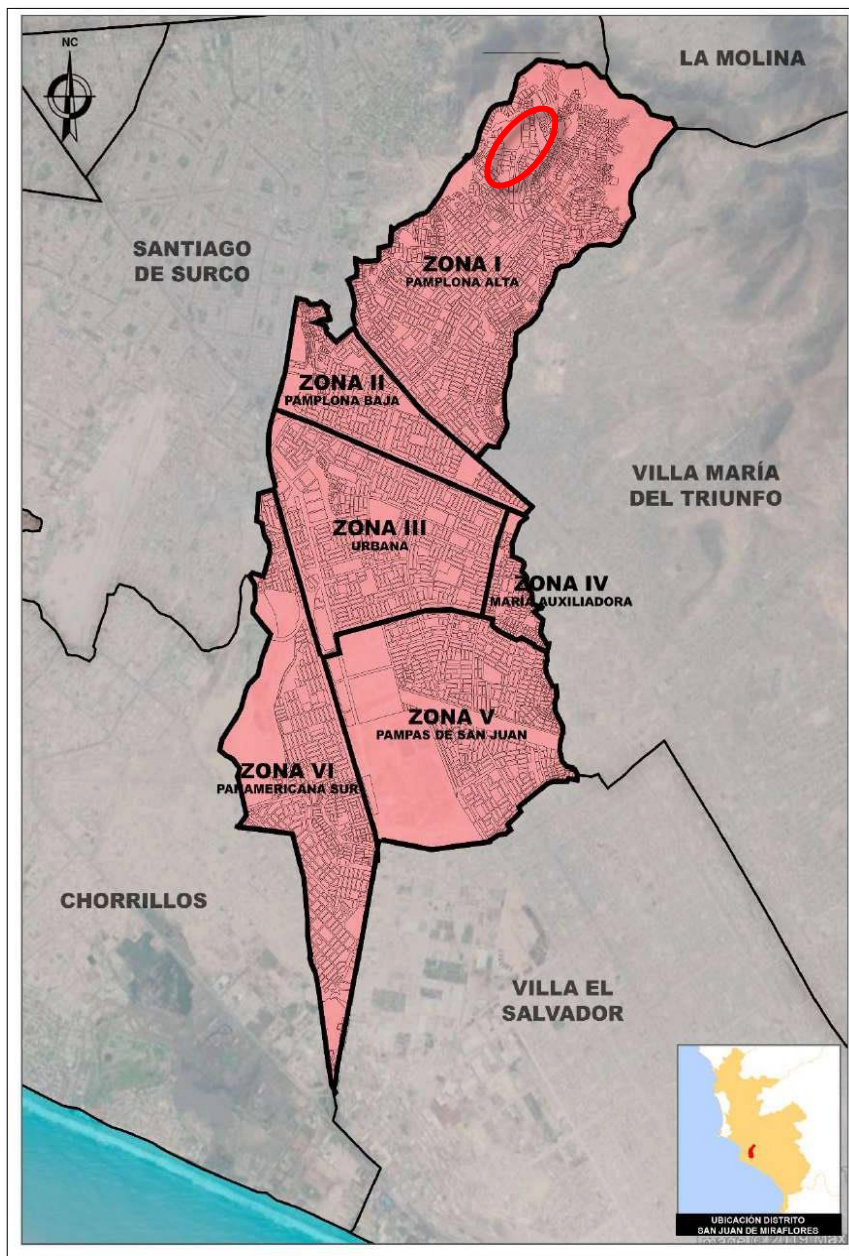 NC
LA MOLINA
SANTIAGO
DE SURCO
ZONA I
PAMPLONA ALTA
ZONA II
PAMPLONA BAJA
VILLA MARÍA
DEL TRIUNFO
ZONA III
URBANA
ZONA IV
MARÍA AUXILIADORA
ZONA V
PAMPAS DE SAN JUAN
ZONA VI
PANAMERICANA SUR
CHORRILLOS
VILLA EL
SALVADOR
UBICACIÓN DISTRITO
SAN JUAN DE MIRAFLORES